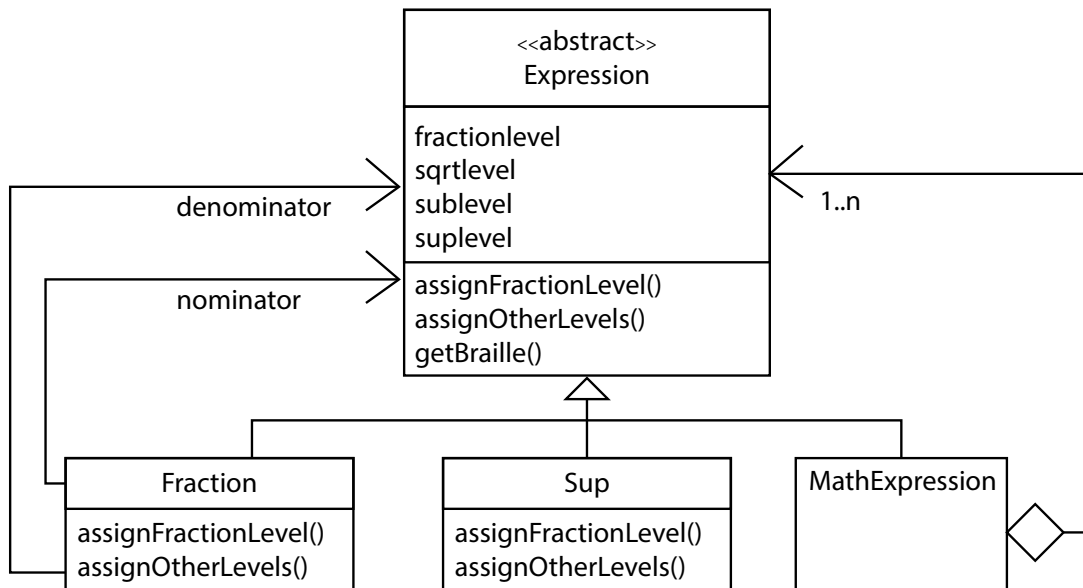 <<abstract>>
Expression
fractionlevel
sqrtlevel
sublevel
suplevel
assignFractionLevel()
assignOtherLevels()
getBraille()
denominator
nominator
1..n
Fraction
assignFractionLevel()
assignOtherLevels()
Sup
assignFractionLevel()
assignOtherLevels()
MathExpression